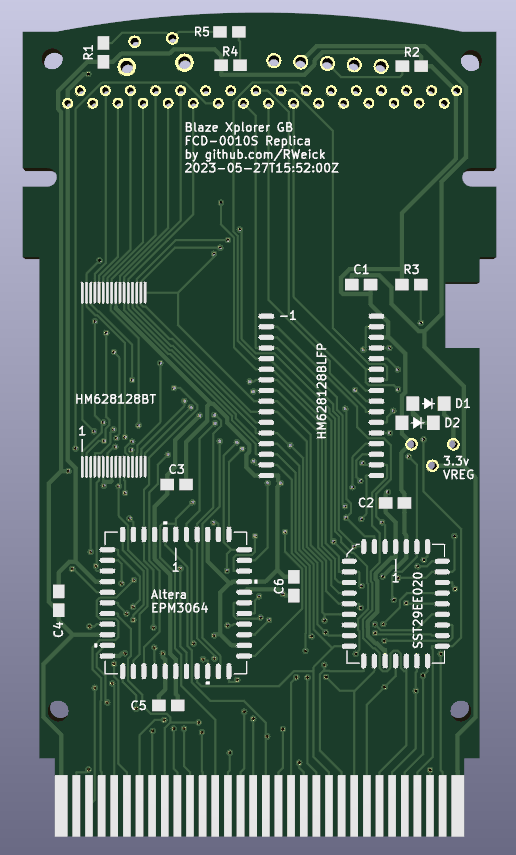 R5
R1
R4
R2
Blaze Xplorer GB
FCD-0010S Replica
by github.com/RWeick
2023-05-27T15:52:00Z
C1
R3
-1
HM628128BLFP
HM628128BT
1
D1
D2
3.3v
VREG
C3
C2
1
Altera
EPM3064
C6
1
SST29EE020
C4
C5